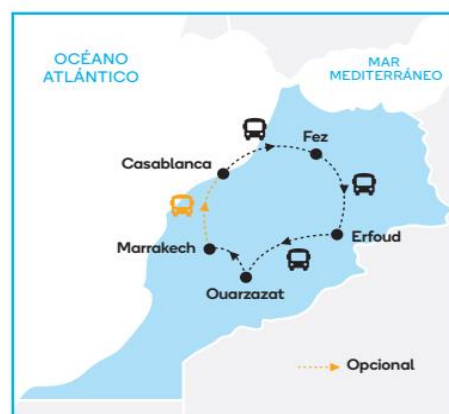 OCÉANO
ATLÁNTICO
MAR
MEDITERRÁNEO
Fez
Casablanca
Erfoud
Marrakech
Ouarzazat
Opcional